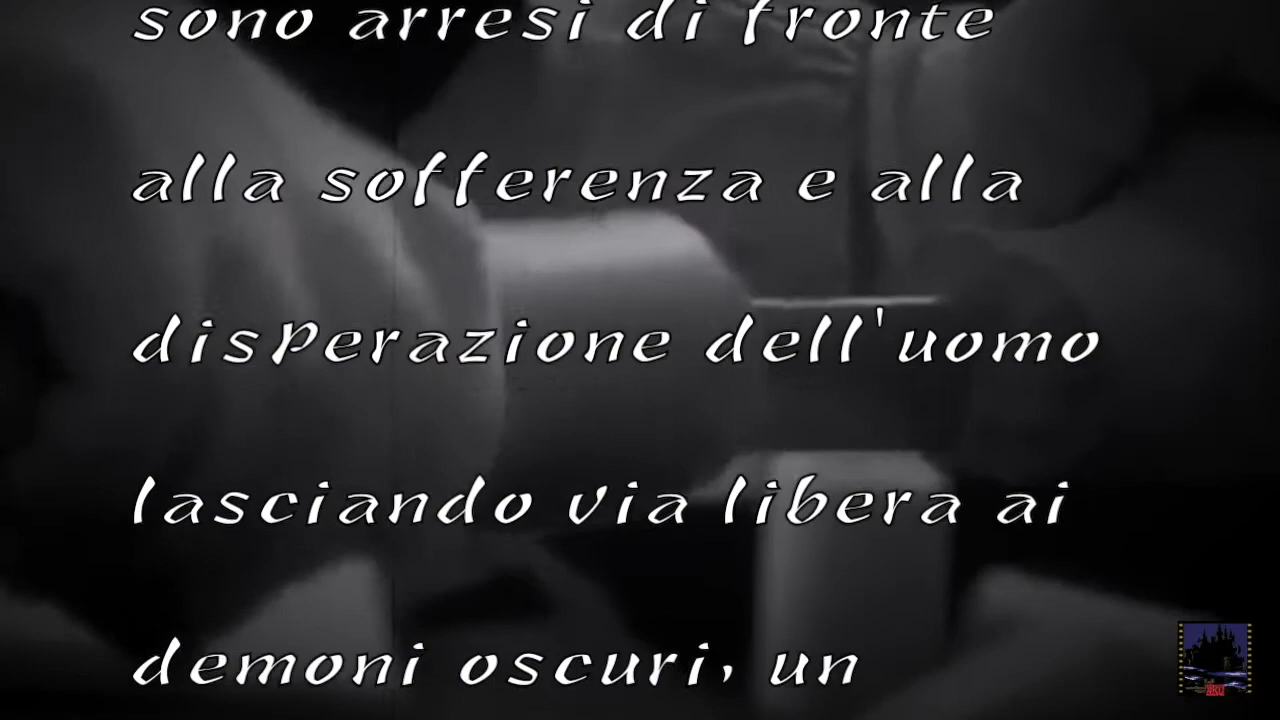 sono arresi di fronte
alla sofferenza e alla
disperazione dell'uomo
lasciando via libera ai
demoni oscuri, un